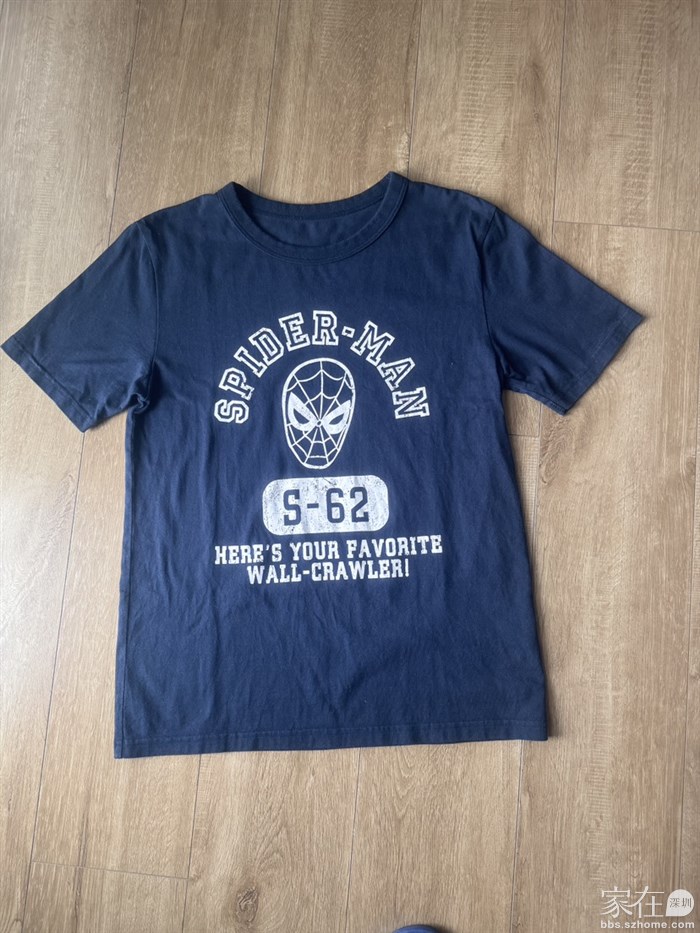 SPIDER-MAN
S-62
HERE'S YOUR FAVORITE
WALL-CRAWLER!
家在深圳
bbs.szhome.com